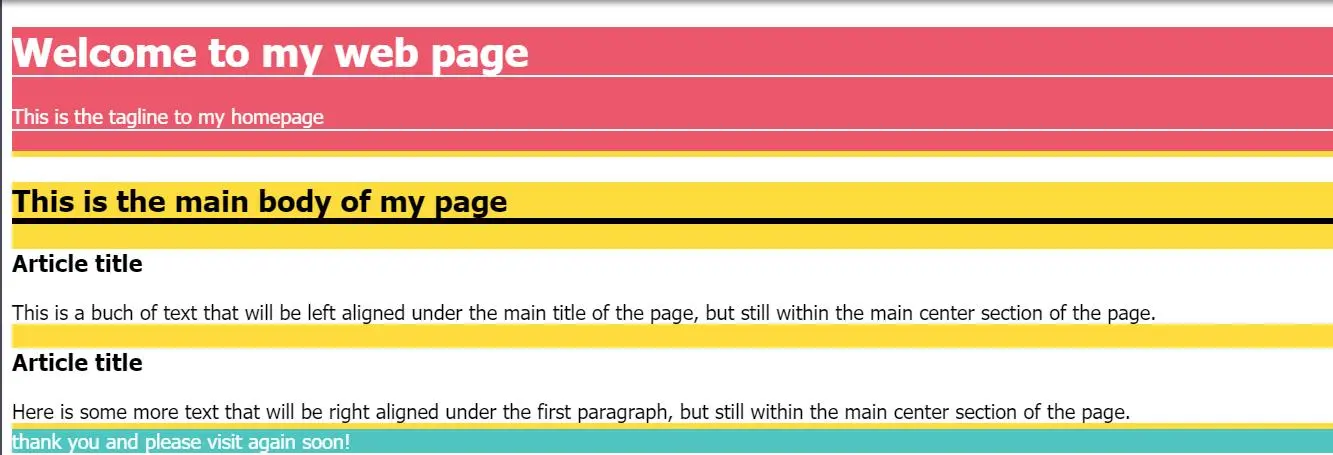 Welcome to my web page
This is the tagline to my homepage
This is the main body of my page
Article title
This is a buch of text that will be left aligned under the main title of the page, but still within the main center section of the page.
Article title
Here is some more text that will be right aligned under the first paragraph, but still within the main center section of the page.
thank you and please visit again soon!